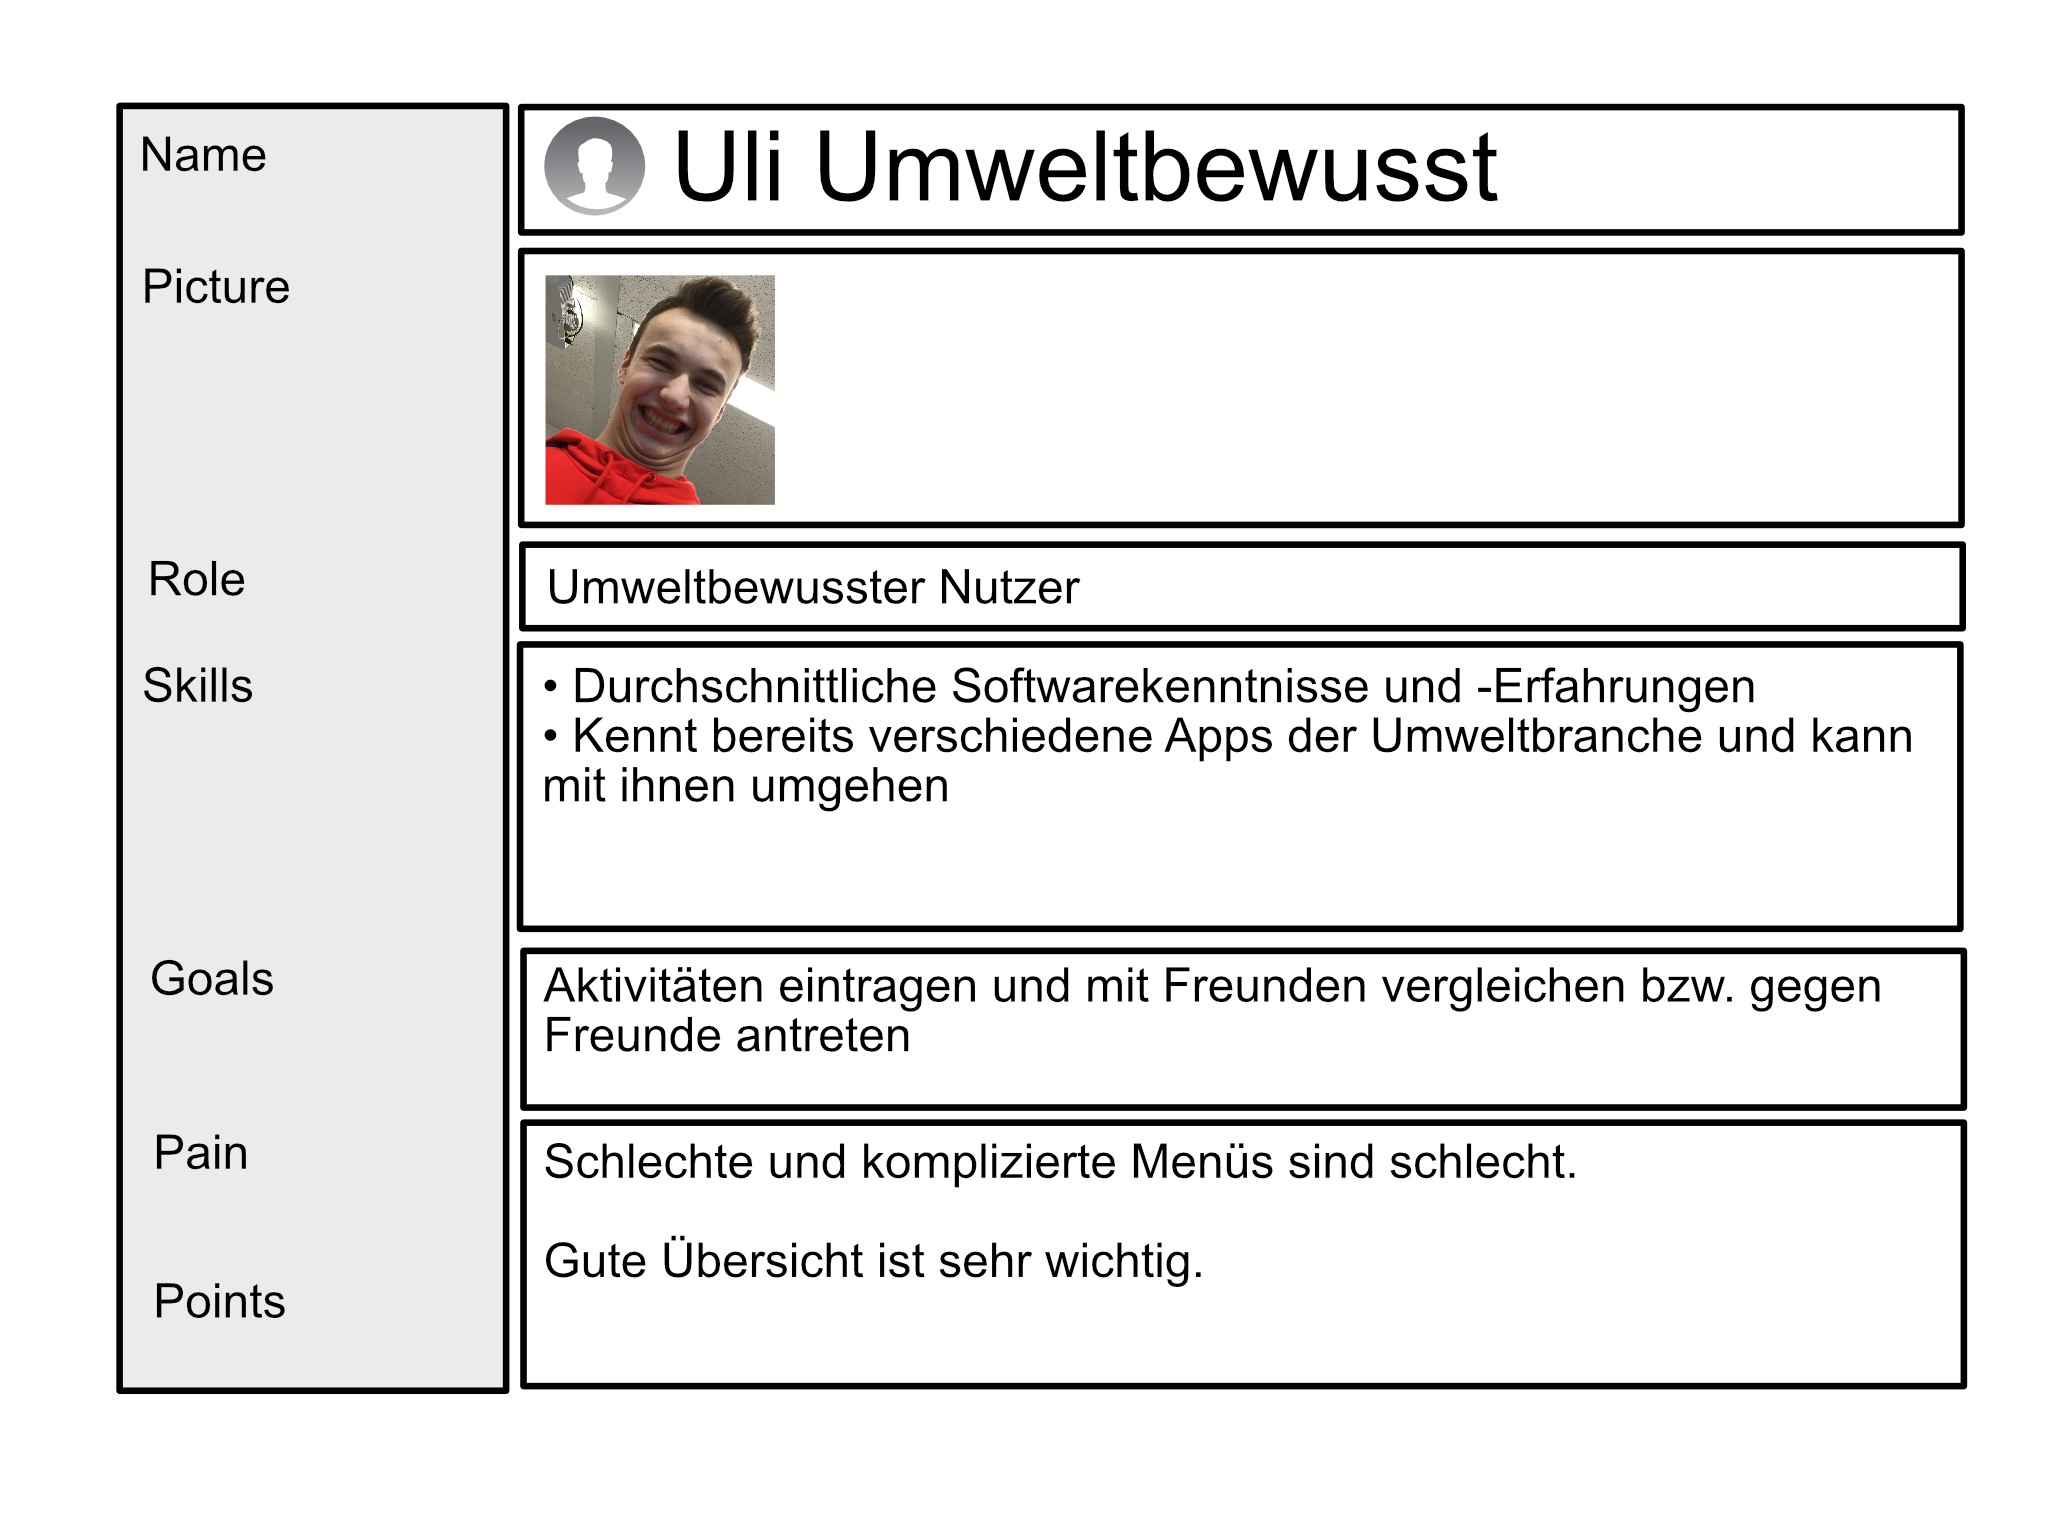 Name
Uli Umweltbewusst
Picture
Role
Umweltbewusster Nutzer
Skills
• Durchschnittliche Softwarekenntnisse und -Erfahrungen
• Kennt bereits verschiedene Apps der Umweltbranche und kann
mit ihnen umgehen
Goals
Aktivitäten eintragen und mit Freunden vergleichen bzw. gegen
Freunde antreten
Pain
Points
Schlechte und komplizierte Menüs sind schlecht.
Gute Übersicht ist sehr wichtig.